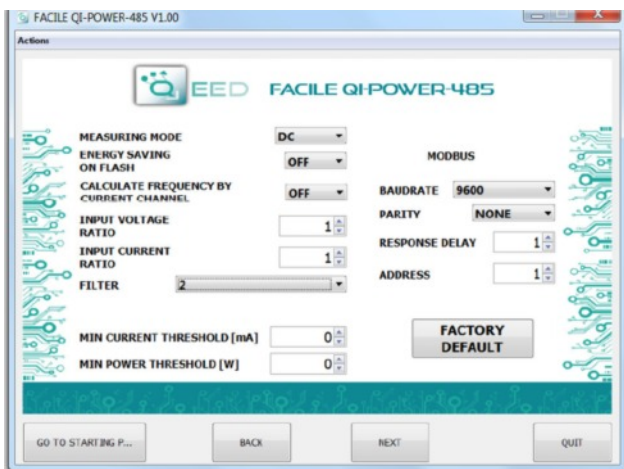 FACILE QI-POWER-485 V1.00
Actions
QEED FACILE QI-POWER-485
MEASURING MODE DC
ENERGY SAVING
ON FLASH OFF
CALCULATE FREQUENCY BY
CURRENT CHANNEL OFF
INPUT VOLTAGE
RATIO 1
INPUT CURRENT
RATIO 1
FILTER 2
MIN CURRENT THRESHOLD [mA] 0
MIN POWER THRESHOLD [W] 0
MODBUS
BAUDRATE 9600
PARITY NONE
RESPONSE DELAY 1
ADDRESS 1
FACTORY
DEFAULT
GO TO STARTING P... BACK NEXT QUIT